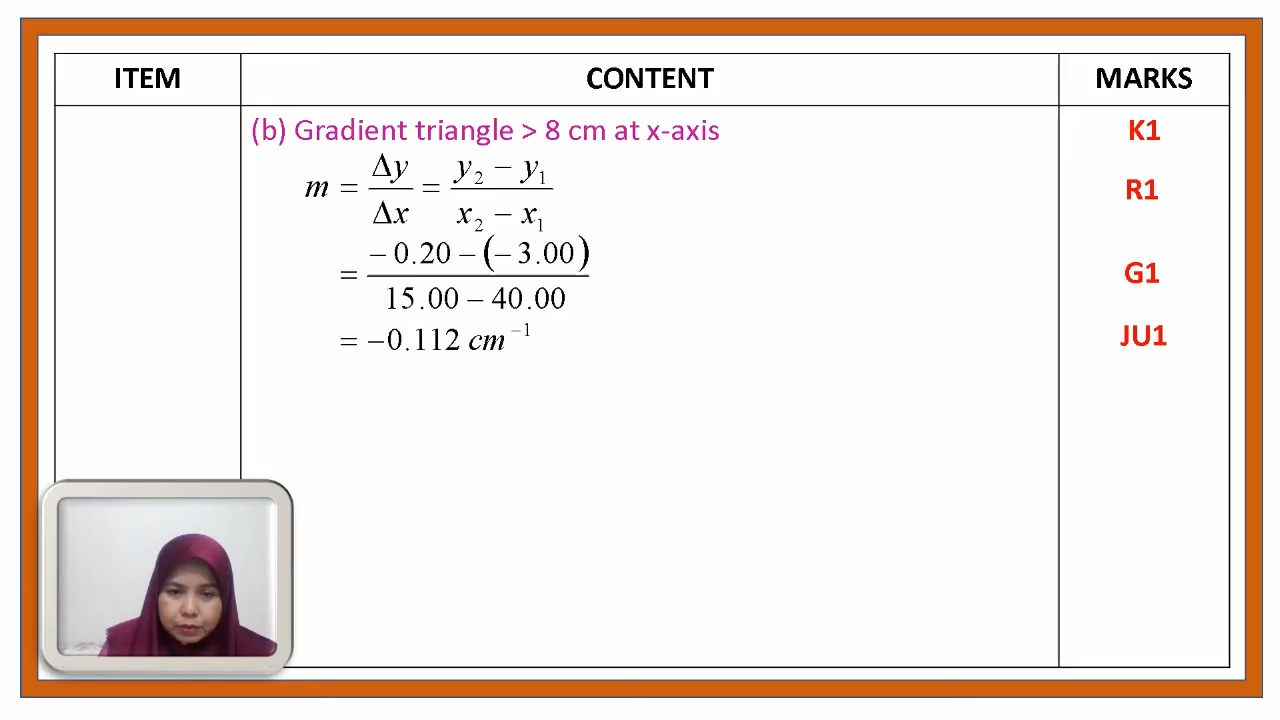 ITEM CONTENT MARKS
(b) Gradient triangle > 8 cm at x-axis K1
m = Δy/Δx = (y₂ − y₁)/(x₂ − x₁) R1
= (− 0.20 − (− 3.00))/(15.00 − 40.00) G1
= −0.112 cm⁻¹ JU1